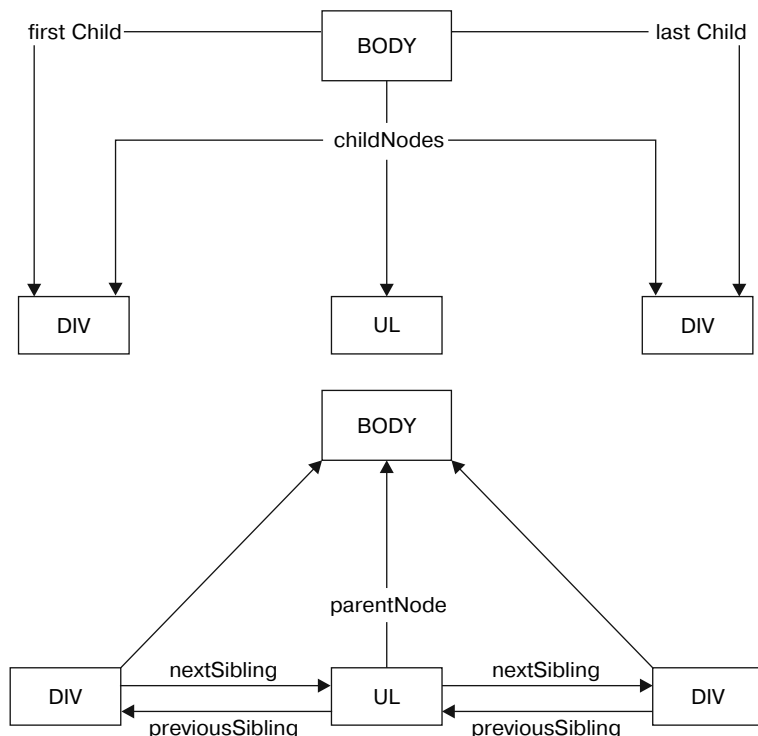 first Child
BODY
last Child
childNodes
DIV
UL
DIV
BODY
parentNode
nextSibling
nextSibling
DIV
UL
DIV
previousSibling
previousSibling